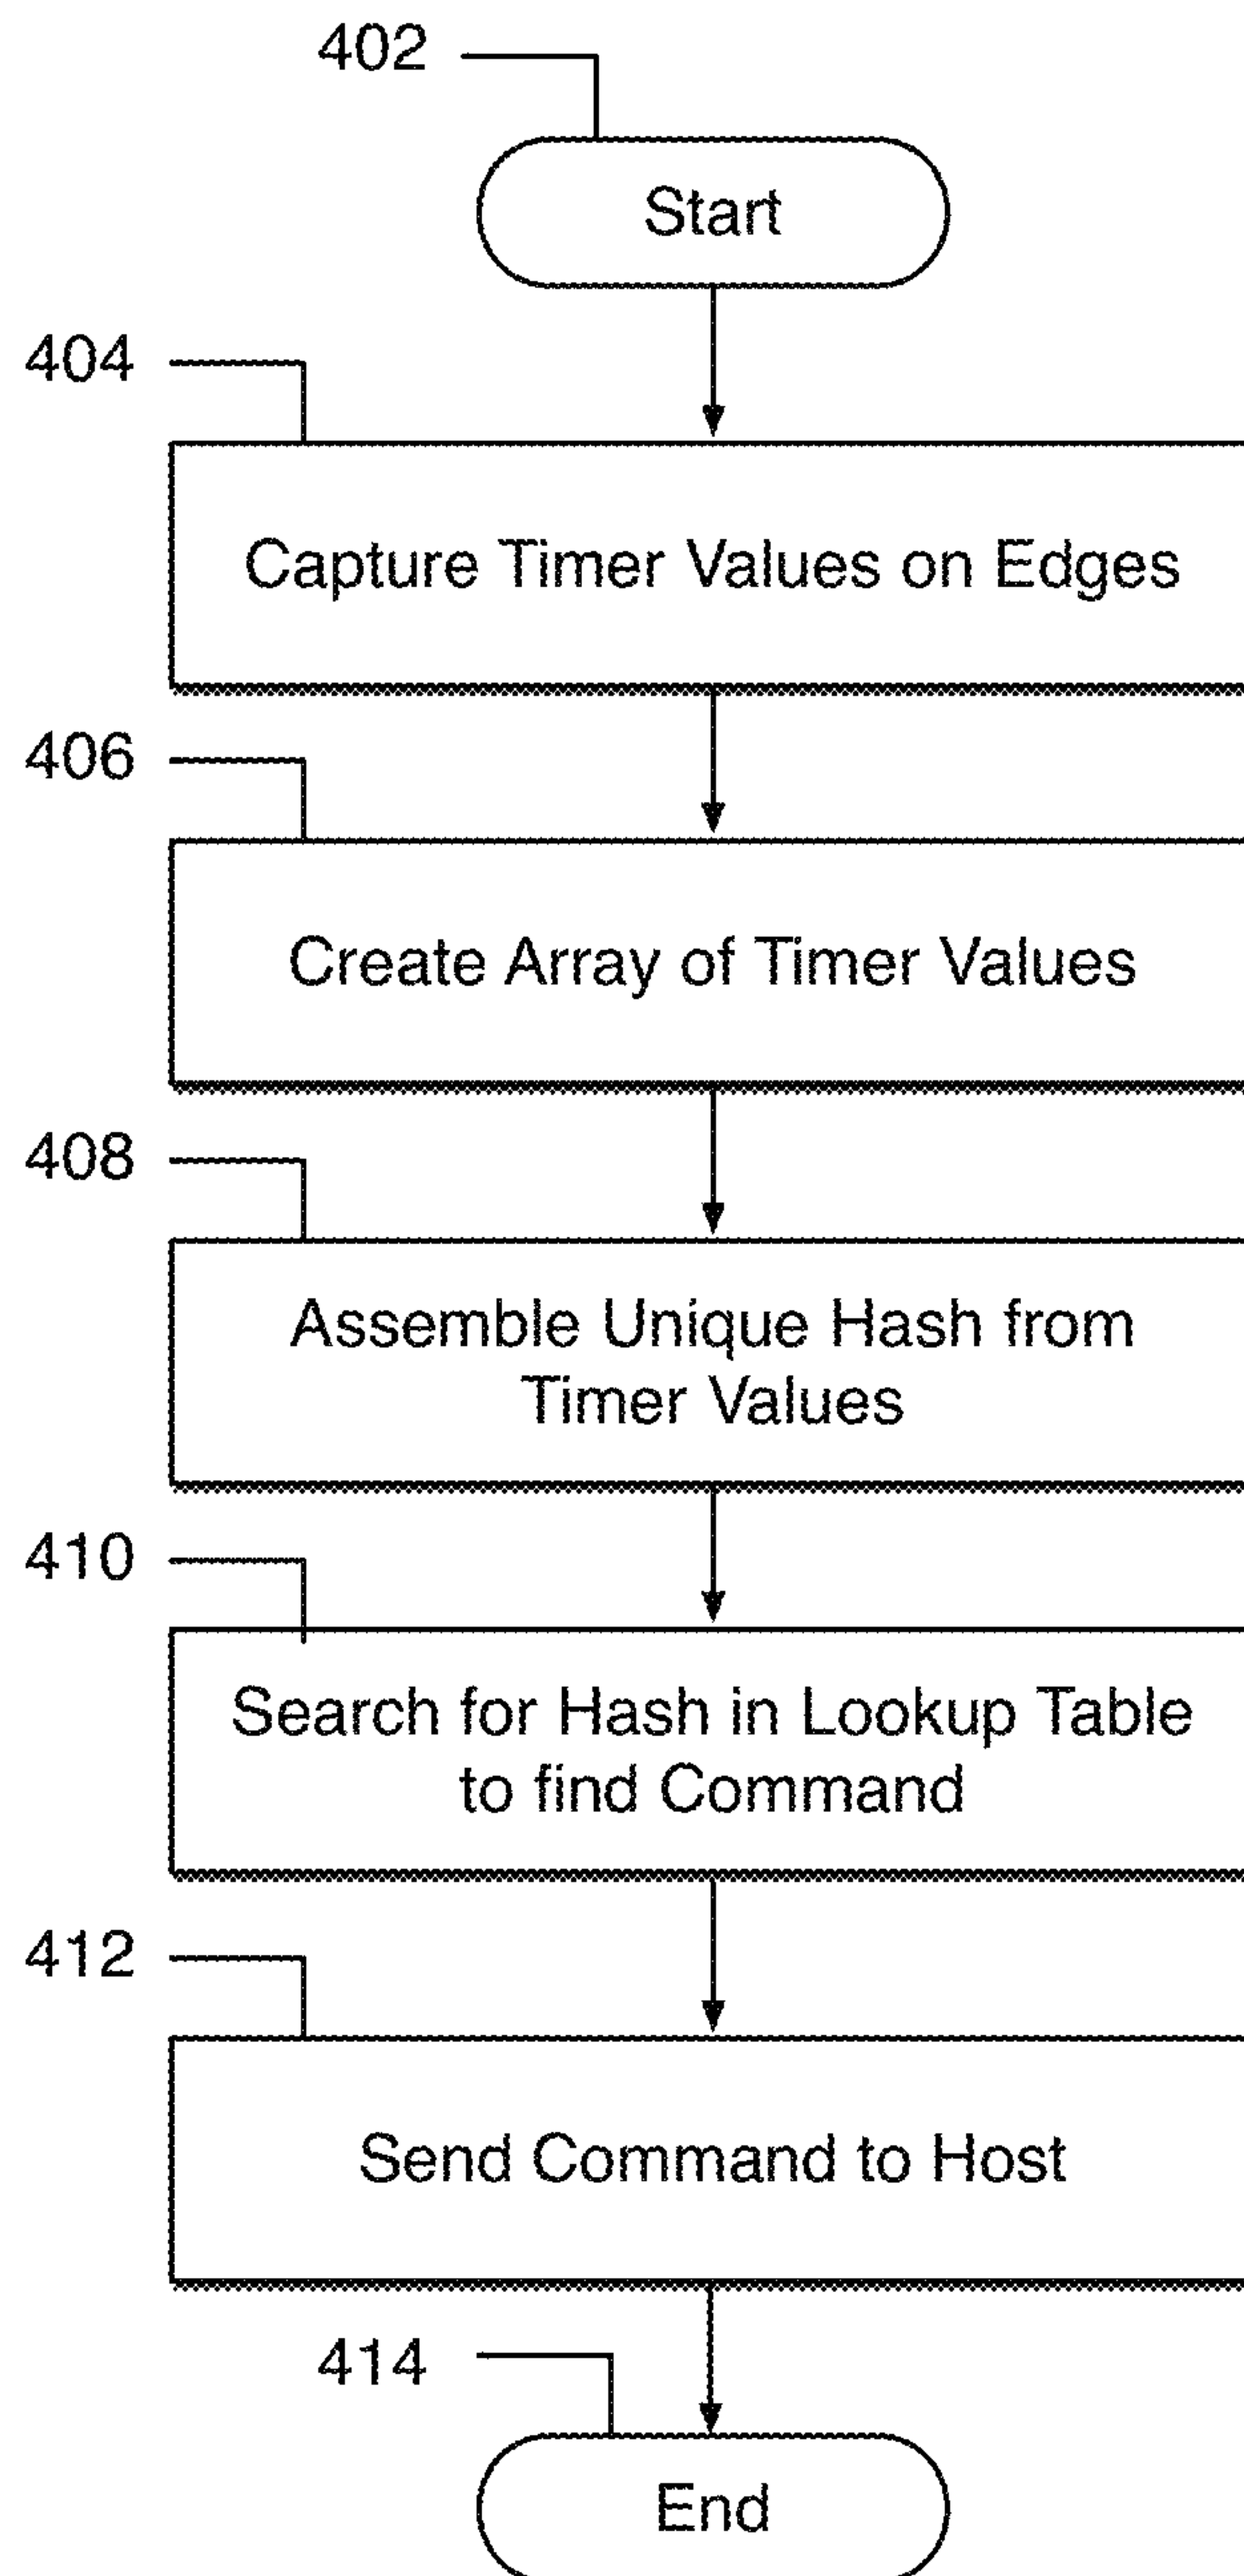 402
Start
404
Capture Timer Values on Edges
406
Create Array of Timer Values
408
Assemble Unique Hash from
Timer Values
410
Search for Hash in Lookup Table
to find Command
412
Send Command to Host
414
End